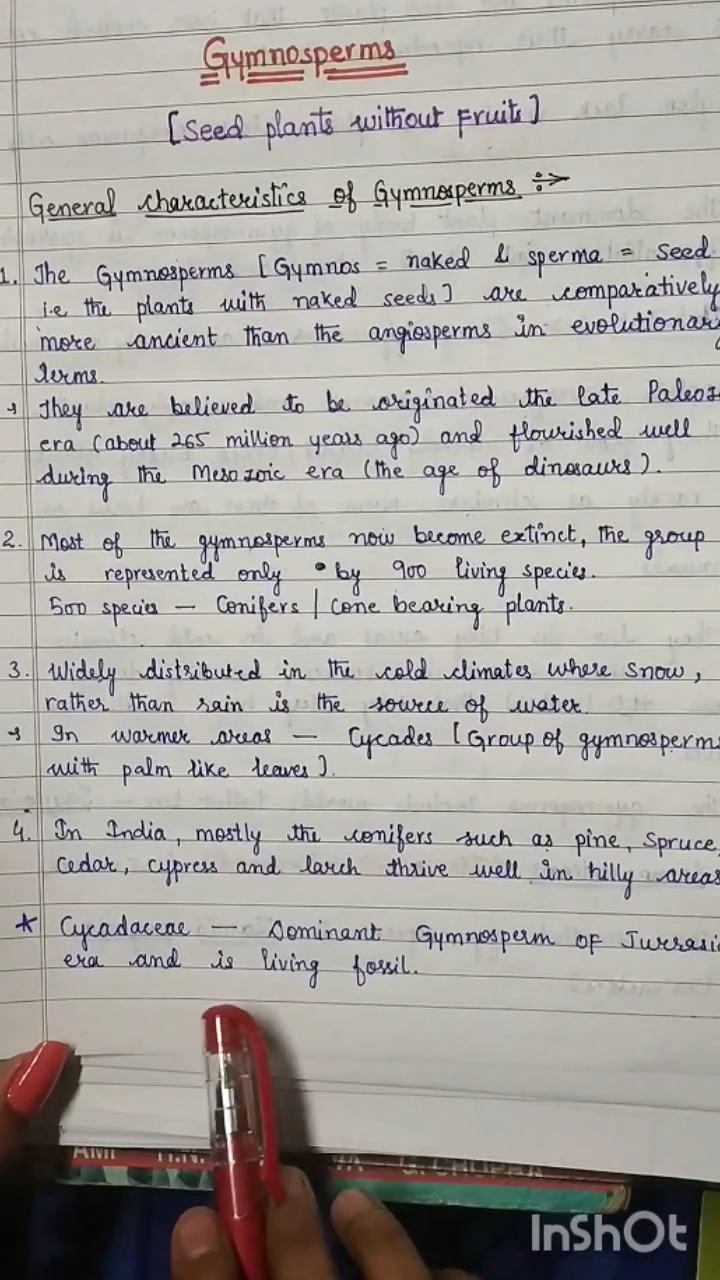 Gymnosperms
[Seed plants without fruits]
General characteristics of Gymnosperms :->
1. The Gymnosperms [Gymnos = naked & sperma = seed
i.e the plants with naked seeds] are comparatively
more ancient than the angiosperms in evolutionary
terms.
→ They are believed to be originated the late Paleoz
era (about 265 million years ago) and flourished well
during the Mesozoic era (the age of dinosaurs).
2. Most of the gymnosperms now become extinct, the group
is represented only by 900 living species.
500 species — Conifers / cone bearing plants.
3. Widely distributed in the cold climates where snow,
rather than rain is the source of water.
→ In warmer areas — Cycades [Group of gymnosperms
with palm like leaves].
4. In India, mostly the conifers such as pine, spruce,
cedar, cypress and larch thrive well in hilly areas
* Cycadaceae — Dominant Gymnosperm of Jurrasic
era and is living fossil.
G. CHOPRA
InShOt